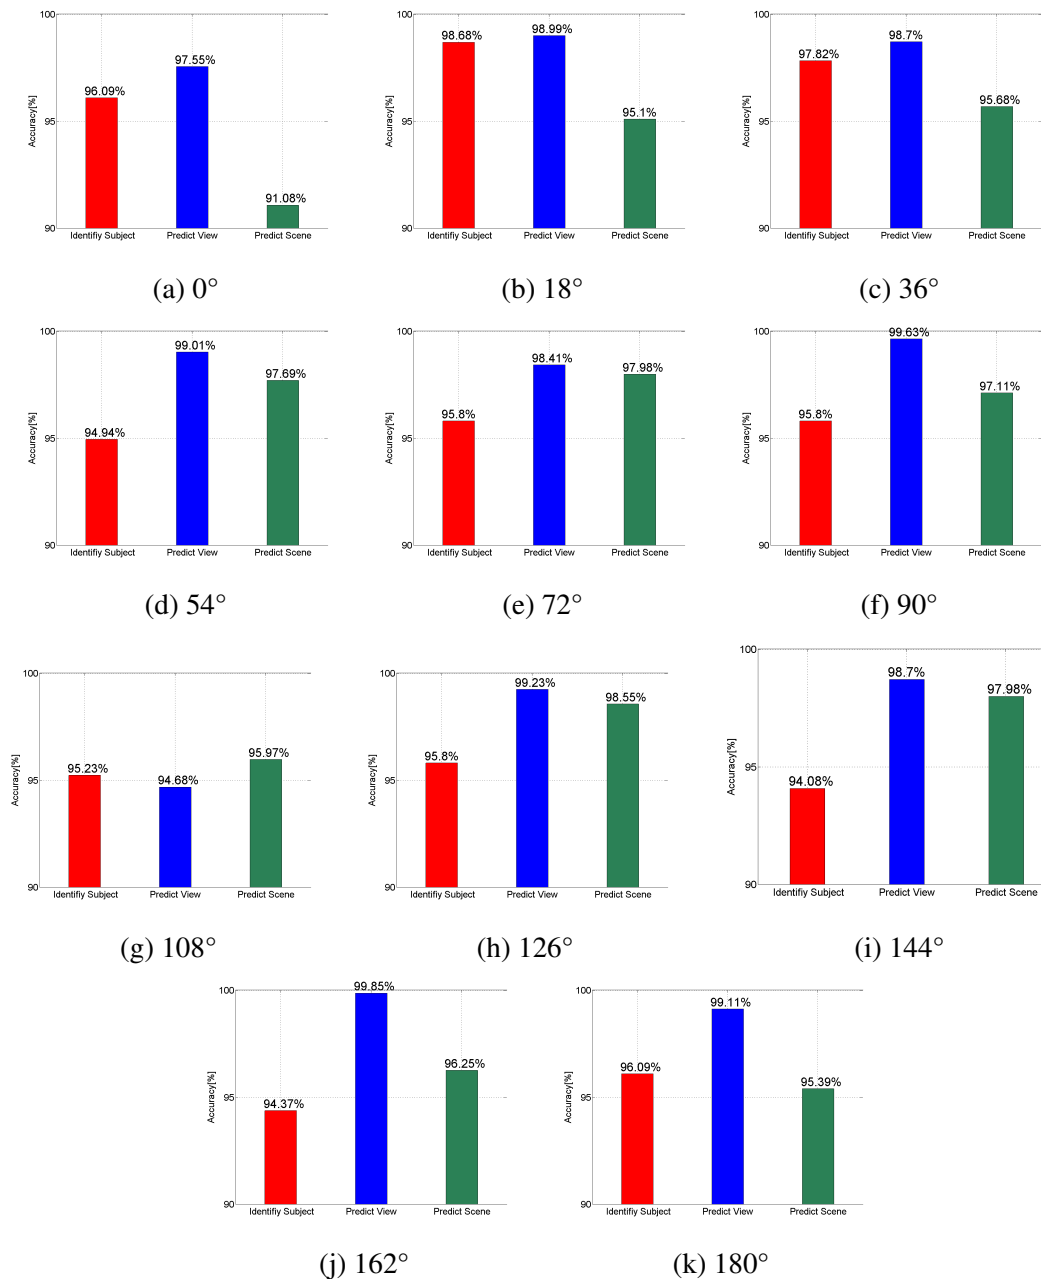 100
98.68%
98.99%
100
98.7%
97.82%
100
97.55%
96.09%
95.1%
95.68%
Accuracy[%]
95
Accuracy[%]
95
Accuracy[%]
95
91.08%
90
Identifiy Subject Predict View Predict Scene
90
Identifiy Subject Predict View Predict Scene
90
Identifiy Subject Predict View Predict Scene
(a) 0°
(b) 18°
(c) 36°
100
99.01%
97.69%
94.94%
Accuracy[%]
95
90
Identifiy Subject Predict View Predict Scene
100
98.41%
97.98%
95.8%
Accuracy[%]
95
90
Identifiy Subject Predict View Predict Scene
100
99.63%
97.11%
95.8%
Accuracy[%]
95
90
Identifiy Subject Predict View Predict Scene
(d) 54°
(e) 72°
(f) 90°
100
95.23%
94.68%
95.97%
Accuracy[%]
95
90
Identifiy Subject Predict View Predict Scene
100
99.23%
98.55%
95.8%
Accuracy[%]
95
90
Identifiy Subject Predict View Predict Scene
100
98.7%
97.98%
94.08%
Accuracy[%]
95
90
Identifiy Subject Predict View Predict Scene
(g) 108°
(h) 126°
(i) 144°
100
99.85%
96.25%
94.37%
Accuracy[%]
95
90
Identifiy Subject Predict View Predict Scene
100
99.11%
96.09%
95.39%
Accuracy[%]
95
90
Identifiy Subject Predict View Predict Scene
(j) 162°
(k) 180°